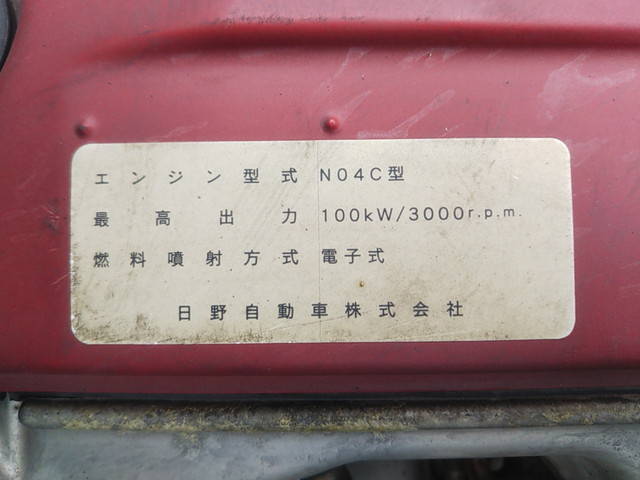 エンジン型式 N04C型
最高出力 100kW/3000r.p.m.
燃料噴射方式 電子式
日野自動車株式会社